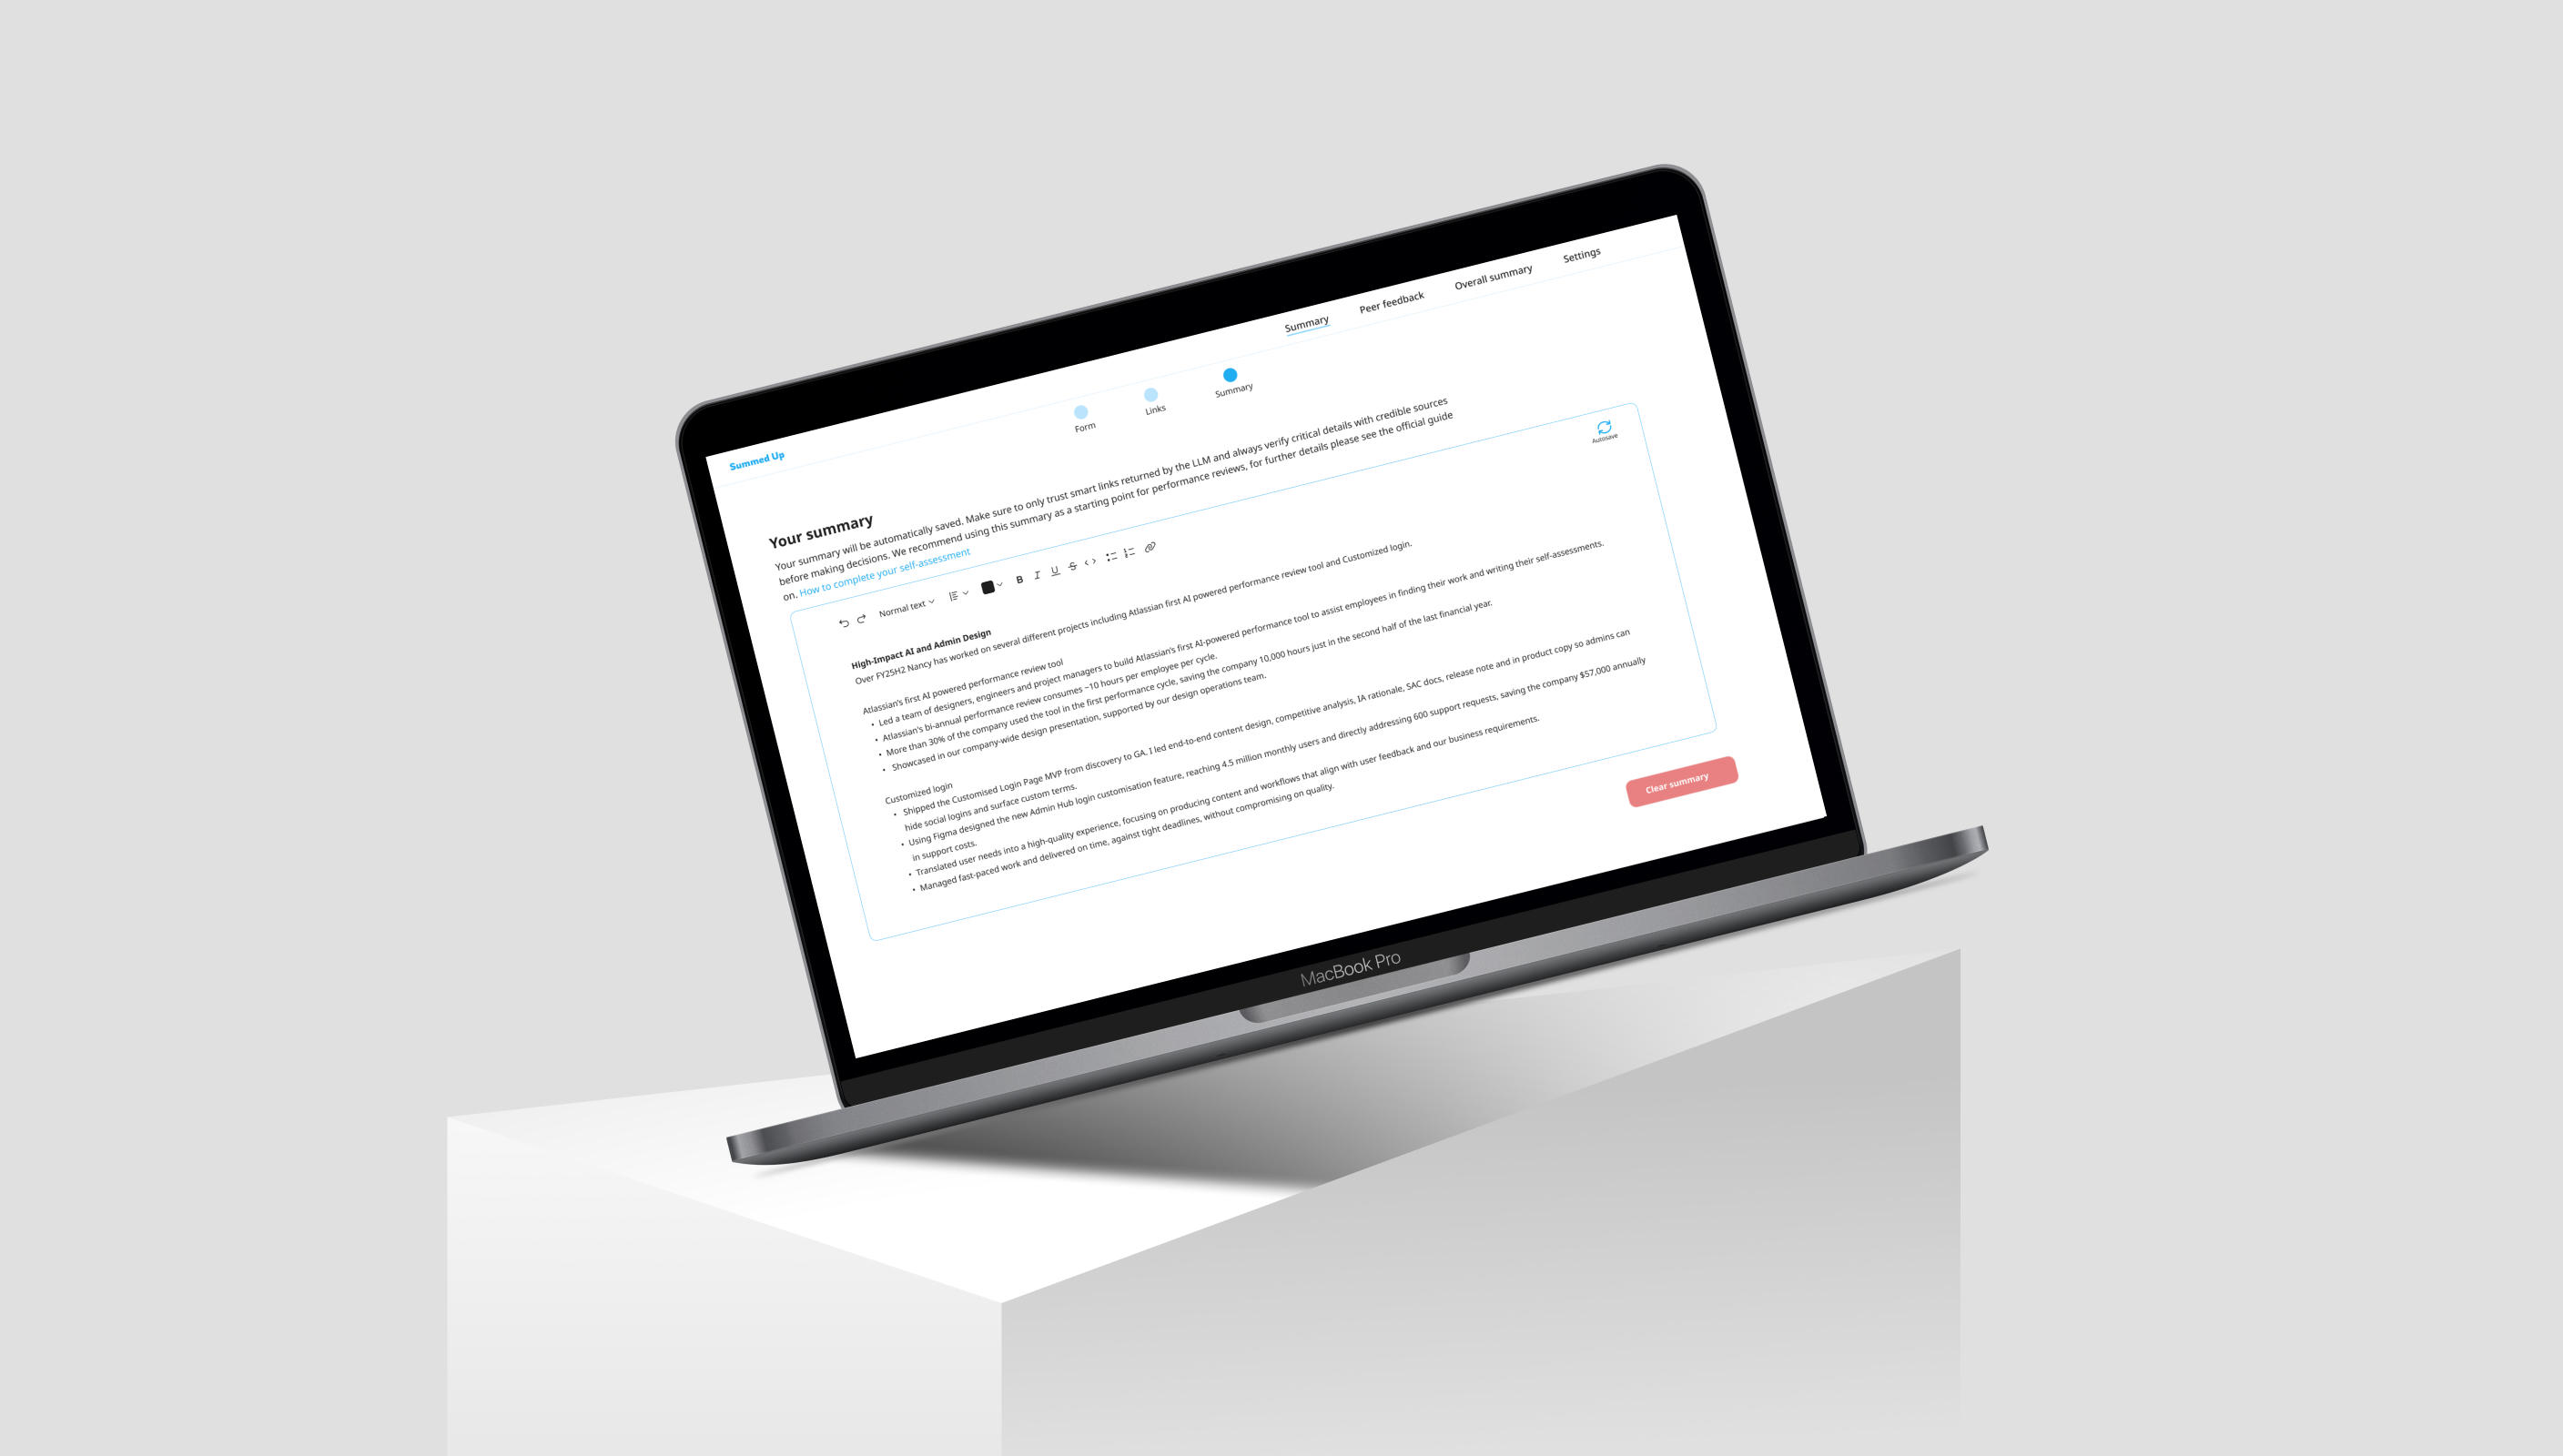 Summed Up
Summary
Peer feedback
Overall summary
Settings
Form
Links
Summary
Your summary
Your summary will be automatically saved. Make sure to only trust smart links returned by the LLM and always verify critical details with credible sources
before making decisions. We recommend using this summary as a starting point for performance reviews, for further details please see the official guide
on. How to complete your self-assessment
Autosave
Normal text
B I U S
High-Impact AI and Admin Design
Over FY25H2 Nancy has worked on several different projects including Atlassian first AI powered performance review tool and Customized login.
Atlassian's first AI powered performance review tool
• Led a team of designers, engineers and project managers to build Atlassian's first AI-powered performance tool to assist employees in finding their work and writing their self-assessments.
• Atlassian's bi-annual performance review consumes ~10 hours per employee per cycle.
• More than 30% of the company used the tool in the first performance cycle, saving the company 10,000 hours just in the second half of the last financial year.
• Showcased in our company-wide design presentation, supported by our design operations team.
Customized login
• Shipped the Customised Login Page MVP from discovery to GA. I led end-to-end content design, competitive analysis, IA rationale, SAC docs, release note and in product copy so admins can
hide social logins and surface custom terms.
• Using Figma designed the new Admin Hub login customisation feature, reaching 4.5 million monthly users and directly addressing 600 support requests, saving the company $57,000 annually
in support costs.
• Translated user needs into a high-quality experience, focusing on producing content and workflows that align with user feedback and our business requirements.
• Managed fast-paced work and delivered on time, against tight deadlines, without compromising on quality.
Clear summary
MacBook Pro